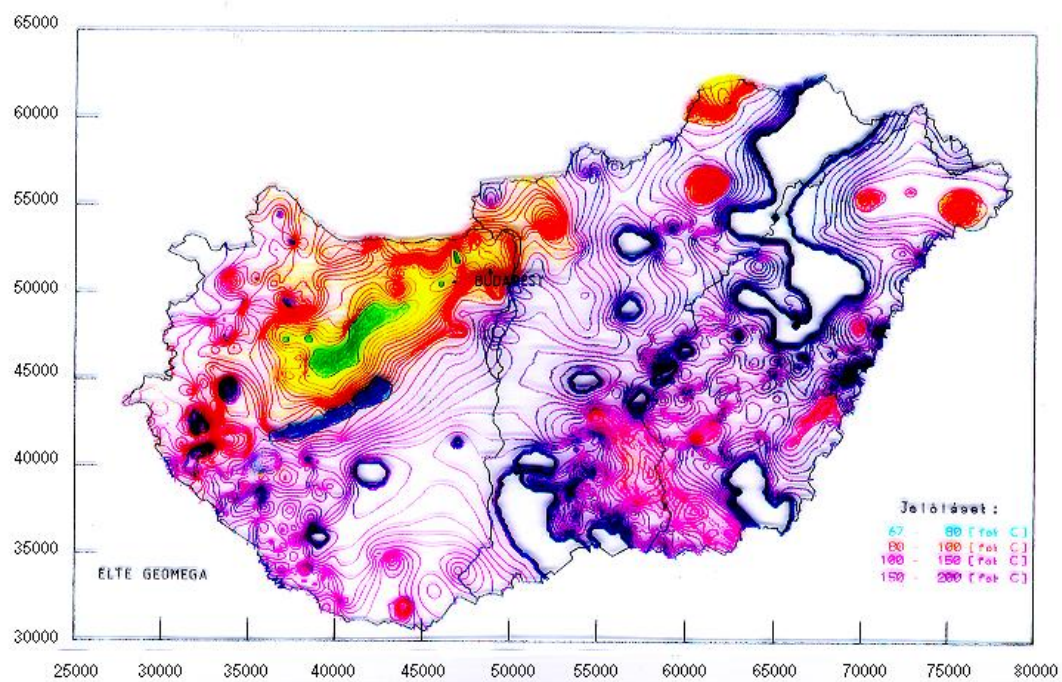 65000
60000
55000
50000
45000
40000
35000
30000
BUDAPEST
Jelölések :
67 - 80 [fok C]
80 - 100 [fok C]
100 - 150 [fok C]
150 - 200 [fok C]
ELTE GEOMEGA
25000 30000 35000 40000 45000 50000 55000 60000 65000 70000 75000 80000